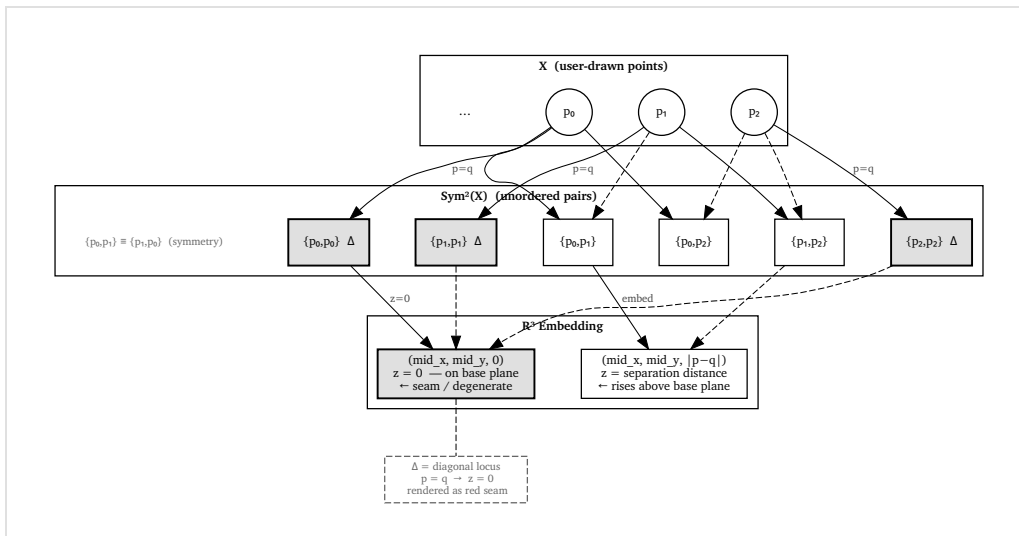 X (user-drawn points)
...
p₀
p₁
p₂
p=q
p=q
p=q
Sym²(X) (unordered pairs)
{p₀,p₁} ≡ {p₁,p₀} (symmetry)
{p₀,p₀} Δ
{p₁,p₁} Δ
{p₀,p₁}
{p₀,p₂}
{p₁,p₂}
{p₂,p₂} Δ
z=0
embed
R³ Embedding
(mid_x, mid_y, 0)
z = 0 — on base plane
← seam / degenerate
(mid_x, mid_y, |p−q|)
z = separation distance
← rises above base plane
Δ = diagonal locus
p = q → z = 0
rendered as red seam